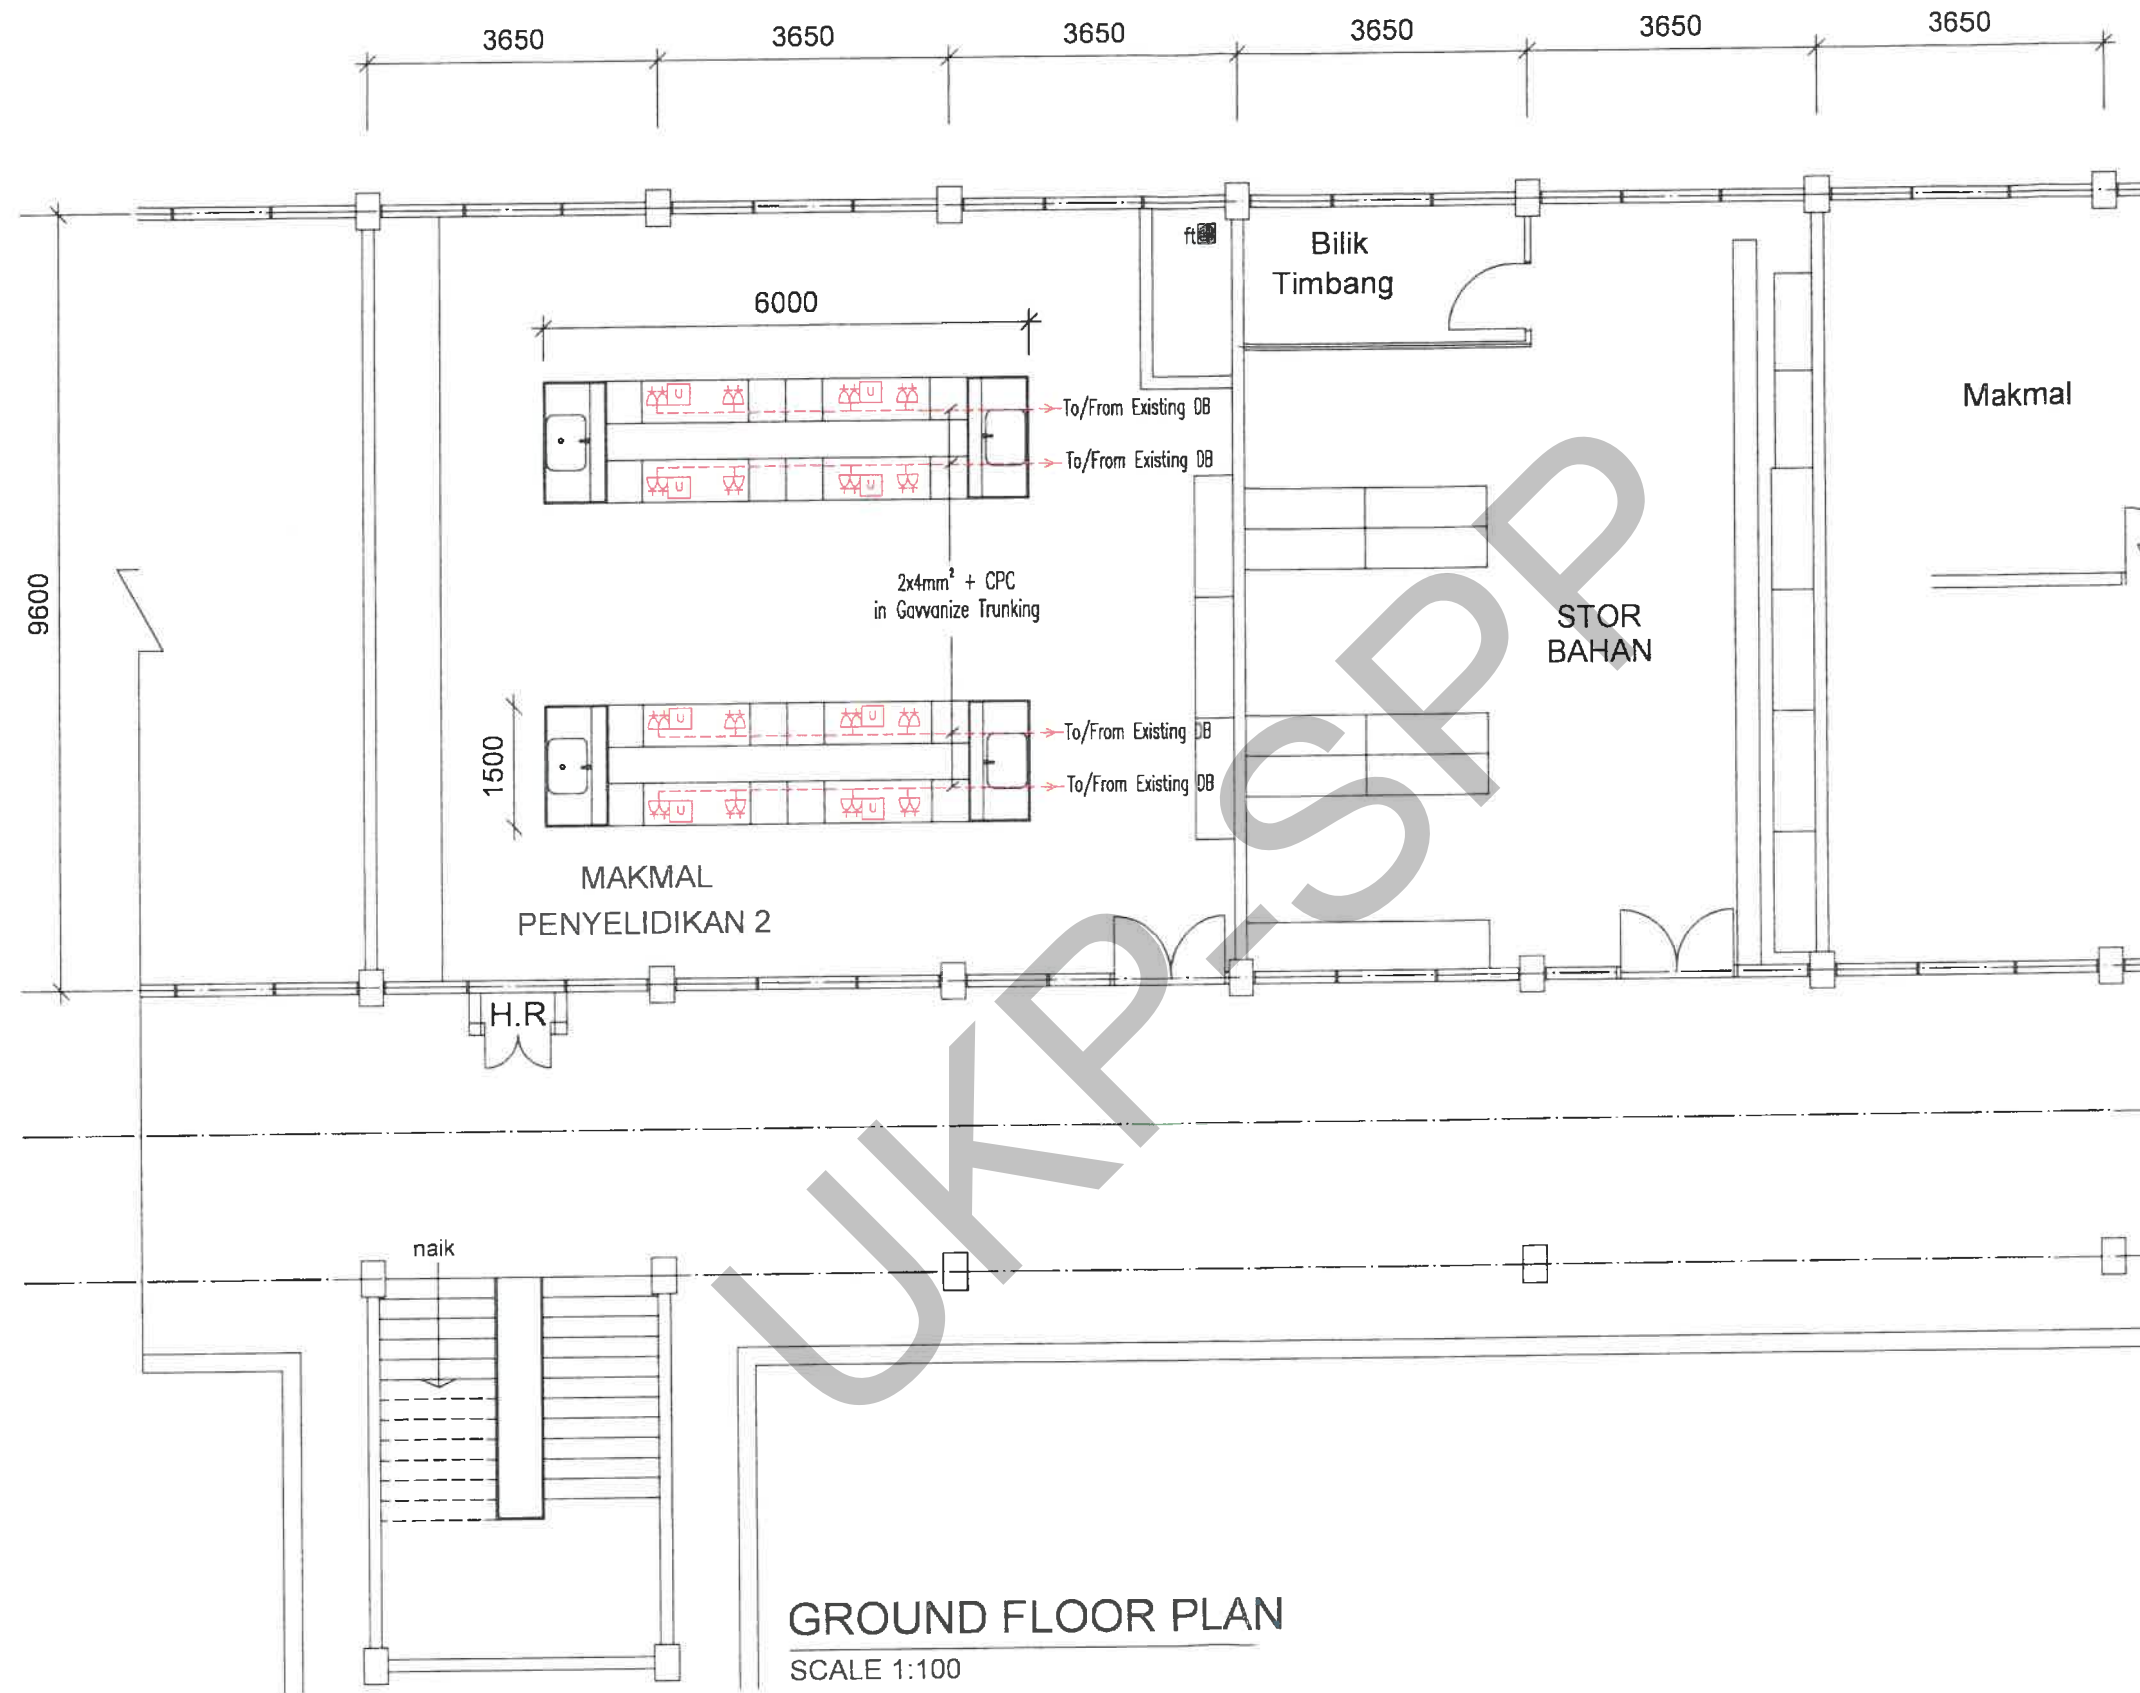 3650
3650
3650
3650
3650
3650
ft
Bilik
Timbang
6000
Makmal
U
U
To/From Existing DB
To/From Existing DB
U
U
9600
2x4mm² + CPC
in Gavvanize Trunking
STOR
BAHAN
U
U
To/From Existing DB
1500
To/From Existing DB
U
U
MAKMAL
PENYELIDIKAN 2
H.R
UKP-SPP
naik
GROUND FLOOR PLAN
SCALE 1:100